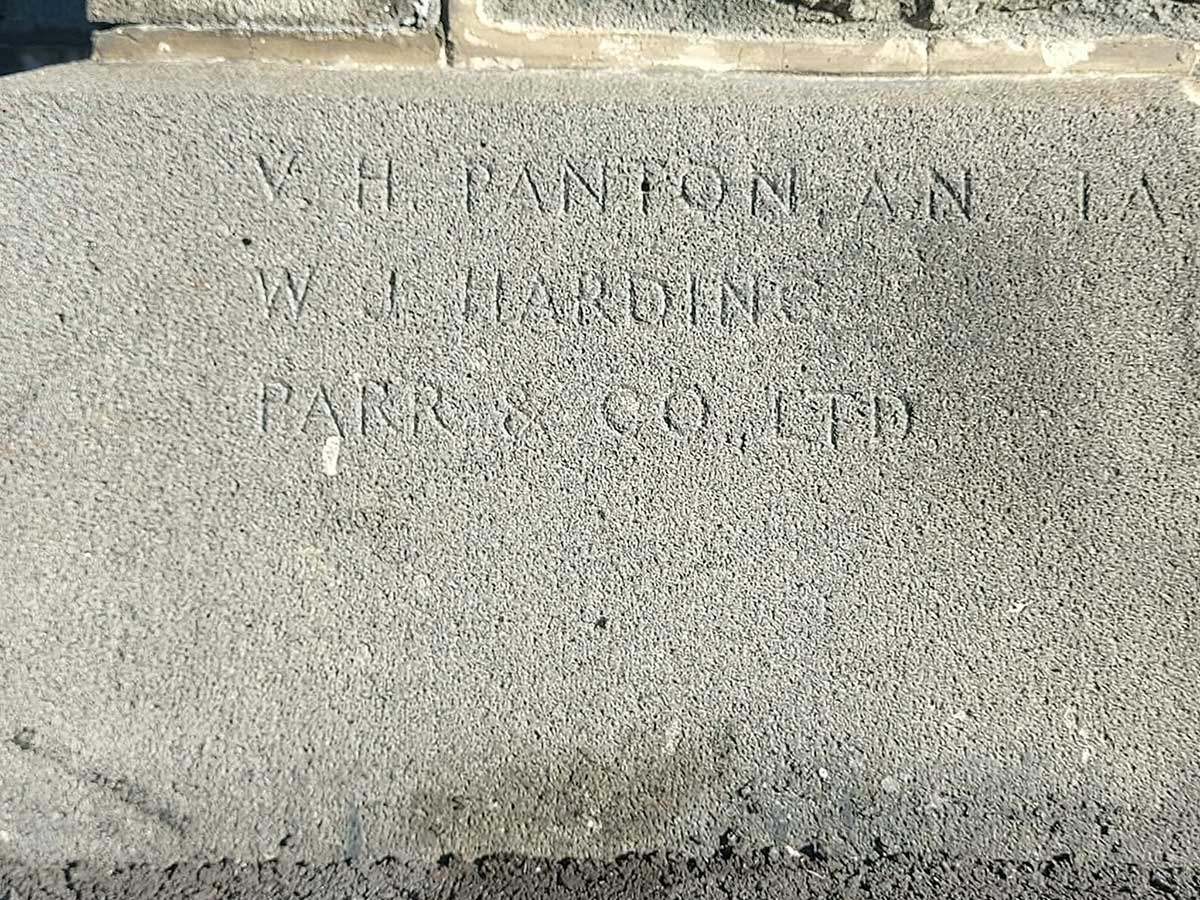 V. H. PANTON, A.N.Z.I.A
W. J. HARDING
PARR & CO., LTD